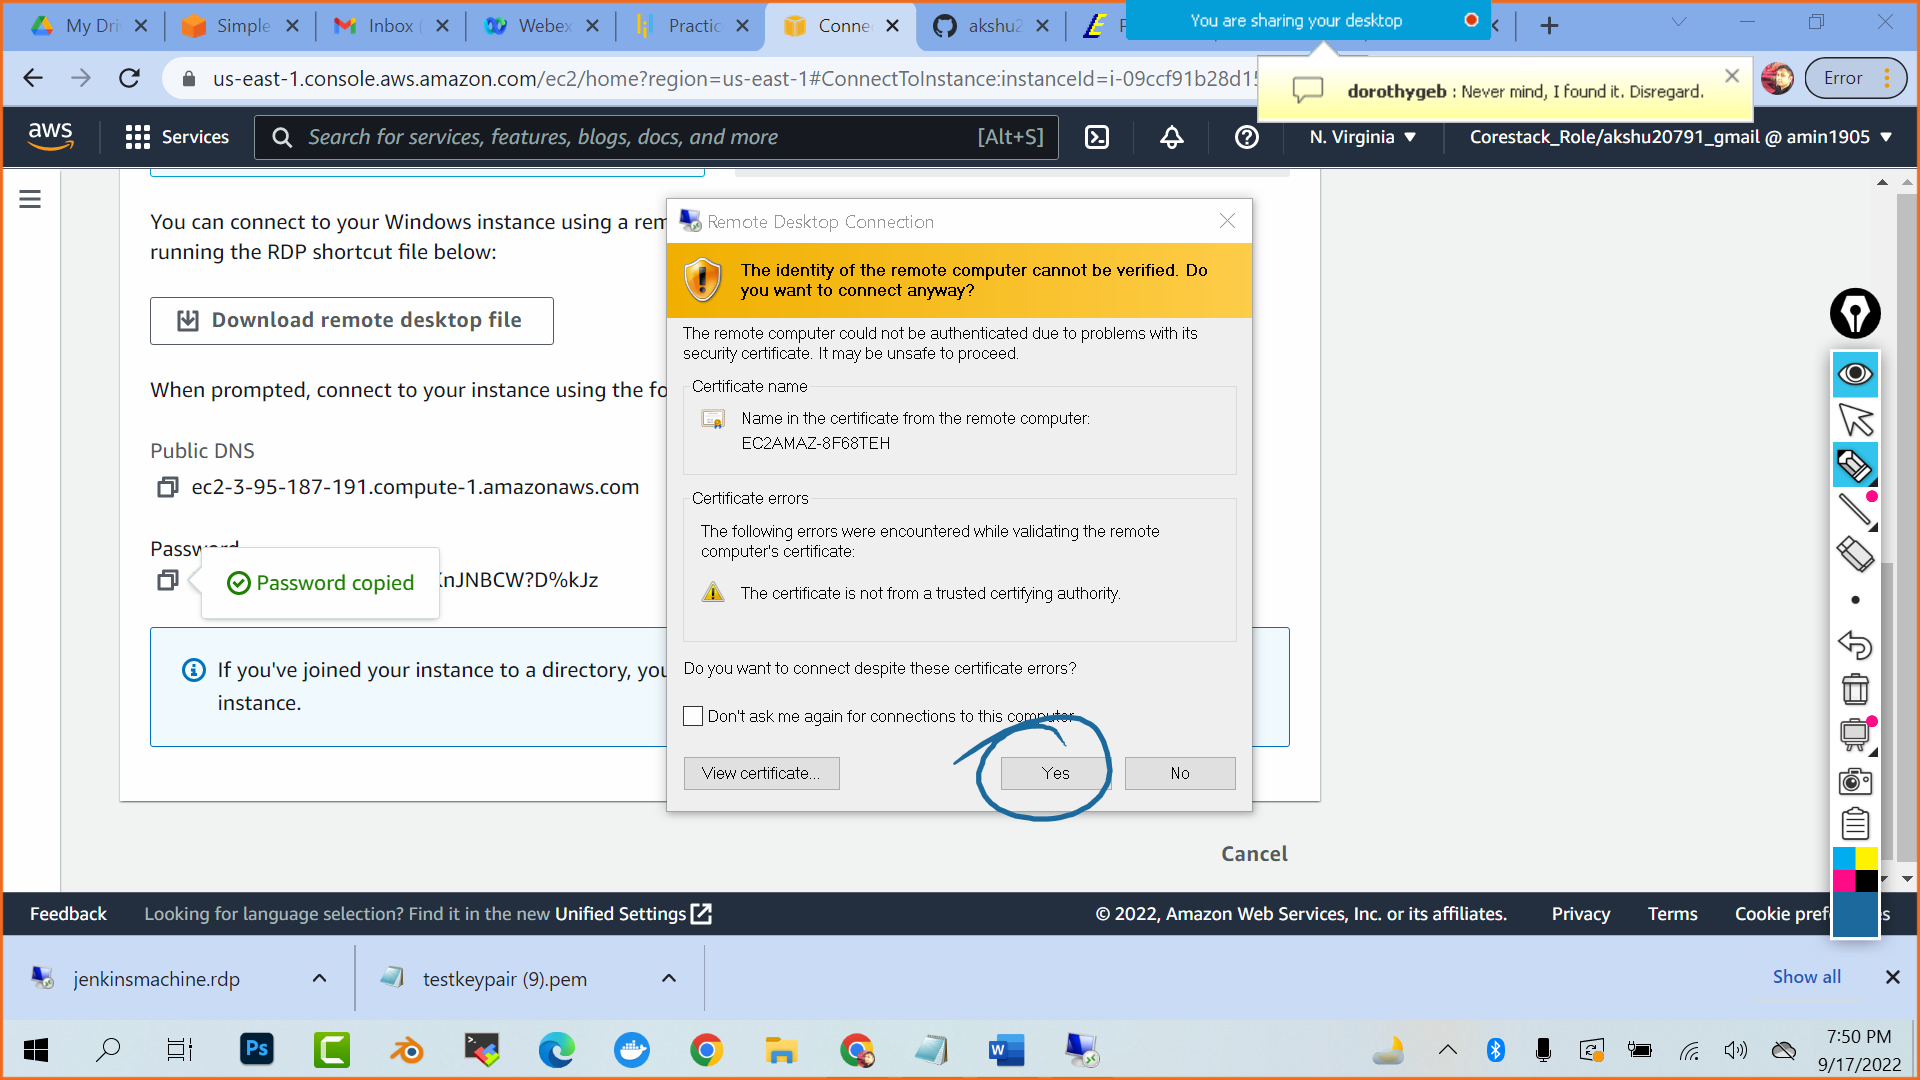 My Dri
Simple
Inbox (
Webex
Practic
Conne
akshu2
You are sharing your desktop
us-east-1.console.aws.amazon.com/ec2/home?region=us-east-1#ConnectToInstance:instanceId=i-09ccf91b28d15
dorothygeb : Never mind, I found it. Disregard.
Error
aws
Services
Search for services, features, blogs, docs, and more
[Alt+S]
N. Virginia
Corestack_Role/akshu20791_gmail @ amin1905
You can connect to your Windows instance using a rem
running the RDP shortcut file below:
Download remote desktop file
When prompted, connect to your instance using the fo
Public DNS
ec2-3-95-187-191.compute-1.amazonaws.com
Password
Password copied
nJNBCW?D%kJz
If you've joined your instance to a directory, you
instance.
Remote Desktop Connection
The identity of the remote computer cannot be verified. Do
you want to connect anyway?
The remote computer could not be authenticated due to problems with its
security certificate. It may be unsafe to proceed.
Certificate name
Name in the certificate from the remote computer:
EC2AMAZ-8F68TEH
Certificate errors
The following errors were encountered while validating the remote
computer's certificate:
The certificate is not from a trusted certifying authority.
Do you want to connect despite these certificate errors?
Don't ask me again for connections to this computer
View certificate...
Yes
No
Cancel
Feedback
Looking for language selection? Find it in the new Unified Settings
© 2022, Amazon Web Services, Inc. or its affiliates.
Privacy
Terms
Cookie pref
s
jenkinsmachine.rdp
testkeypair (9).pem
Show all
Ps
7:50 PM
9/17/2022